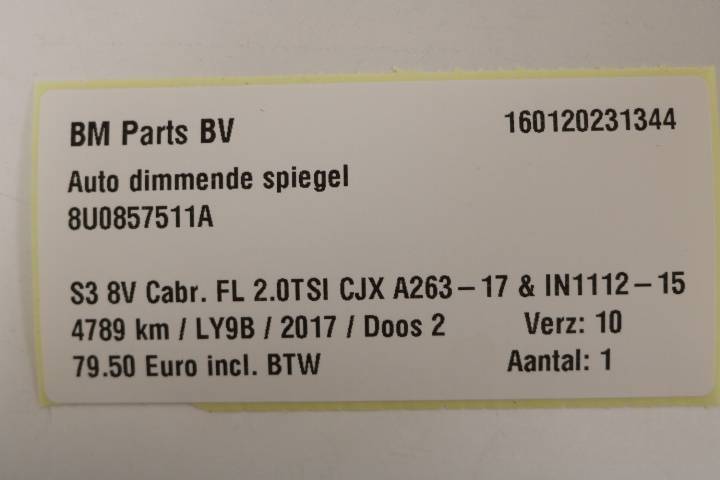 BM Parts BV 160120231344
Auto dimmende spiegel
8U0857511A
S3 8V Cabr. FL 2.0TSI CJX A263-17 & IN1112-15
4789 km / LY9B / 2017 / Doos 2 Verz: 10
79.50 Euro incl. BTW Aantal: 1